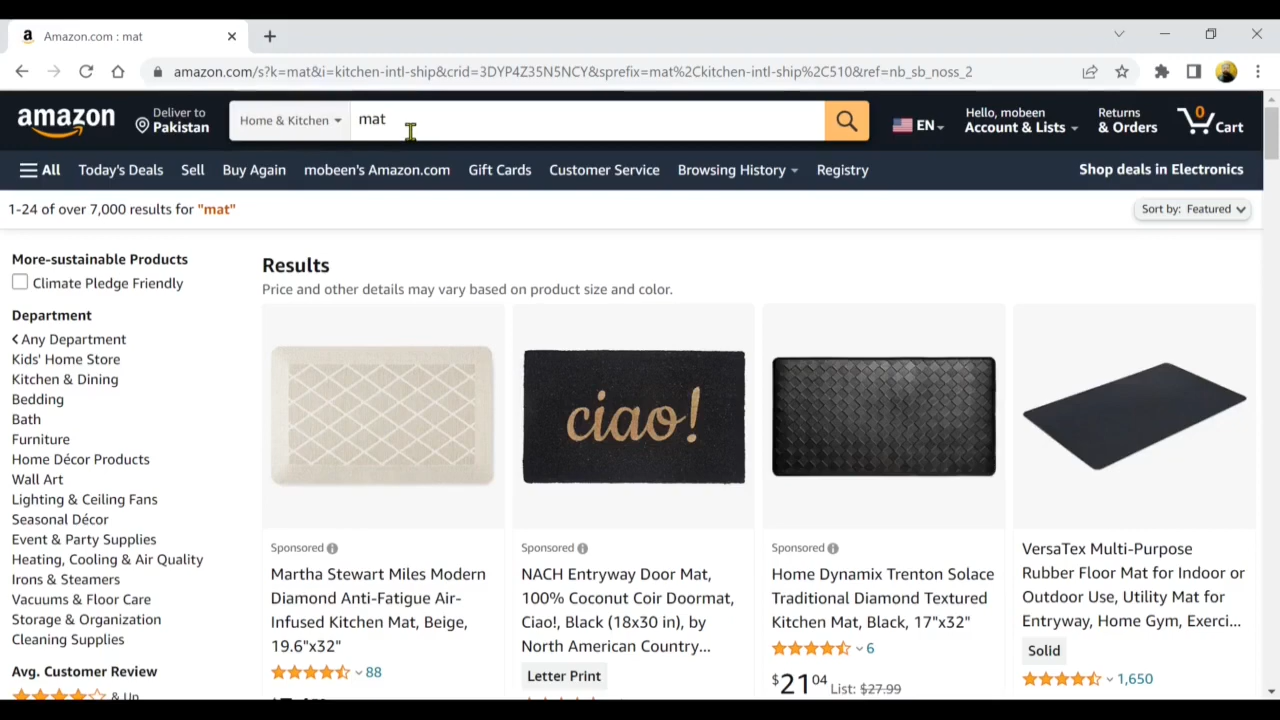 Amazon.com : mat
amazon.com/s?k=mat&i=kitchen-intl-ship&crid=3DYP4Z35N5NCY&sprefix=mat%2Ckitchen-intl-ship%2C510&ref=nb_sb_noss_2
amazon
Deliver to
Pakistan
Home & Kitchen
mat
EN
Hello, mobeen
Account & Lists
Returns
& Orders
0
Cart
All
Today's Deals
Sell
Buy Again
mobeen's Amazon.com
Gift Cards
Customer Service
Browsing History
Registry
Shop deals in Electronics
1-24 of over 7,000 results for "mat"
Sort by: Featured
More-sustainable Products
Climate Pledge Friendly
Department
Any Department
Kids' Home Store
Kitchen & Dining
Bedding
Bath
Furniture
Home Décor Products
Wall Art
Lighting & Ceiling Fans
Seasonal Décor
Event & Party Supplies
Heating, Cooling & Air Quality
Irons & Steamers
Vacuums & Floor Care
Storage & Organization
Cleaning Supplies
Avg. Customer Review
& Up
Results
Price and other details may vary based on product size and color.
Sponsored
Martha Stewart Miles Modern
Diamond Anti-Fatigue Air-
Infused Kitchen Mat, Beige,
19.6"x32"
88
ciao!
Sponsored
NACH Entryway Door Mat,
100% Coconut Coir Doormat,
Ciao!, Black (18x30 in), by
North American Country...
Letter Print
Sponsored
Home Dynamix Trenton Solace
Traditional Diamond Textured
Kitchen Mat, Black, 17"x32"
6
$21.04 List: $27.99
VersaTex Multi-Purpose
Rubber Floor Mat for Indoor or
Outdoor Use, Utility Mat for
Entryway, Home Gym, Exerci...
Solid
1,650